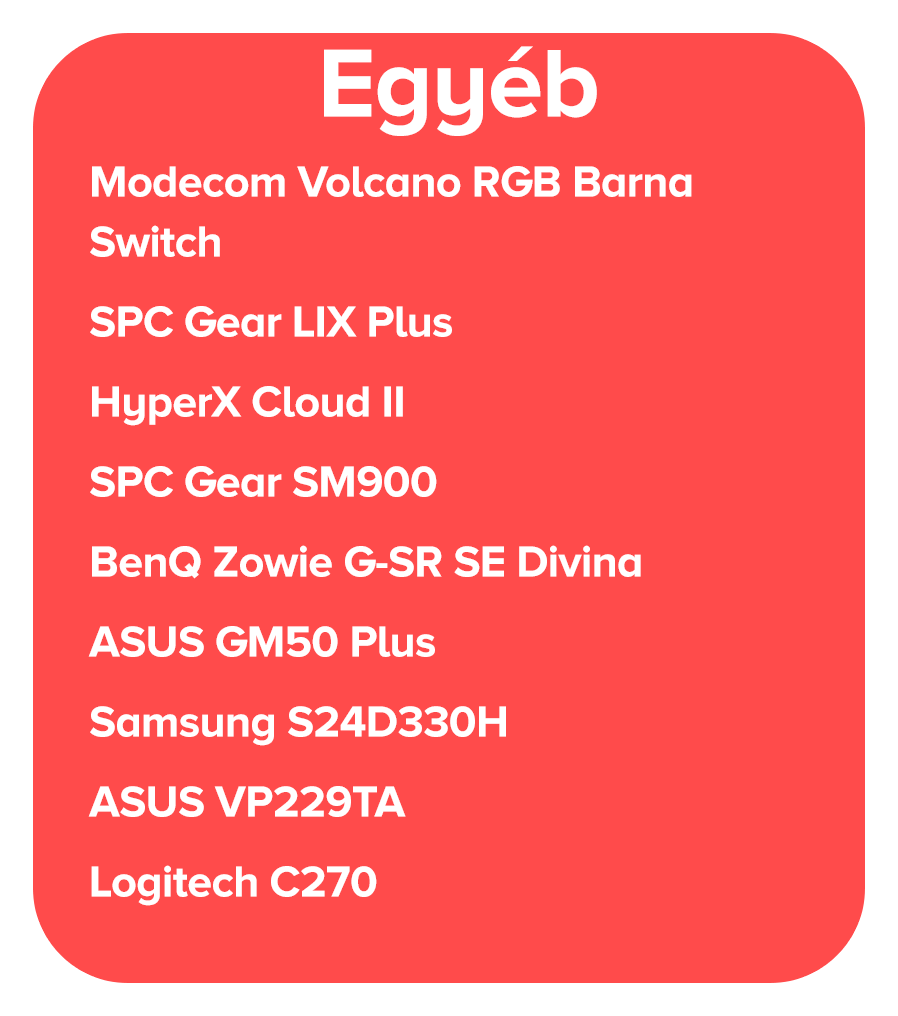 Egyéb
Modecom Volcano RGB Barna
Switch
SPC Gear LIX Plus
HyperX Cloud II
SPC Gear SM900
BenQ Zowie G-SR SE Divina
ASUS GM50 Plus
Samsung S24D330H
ASUS VP229TA
Logitech C270